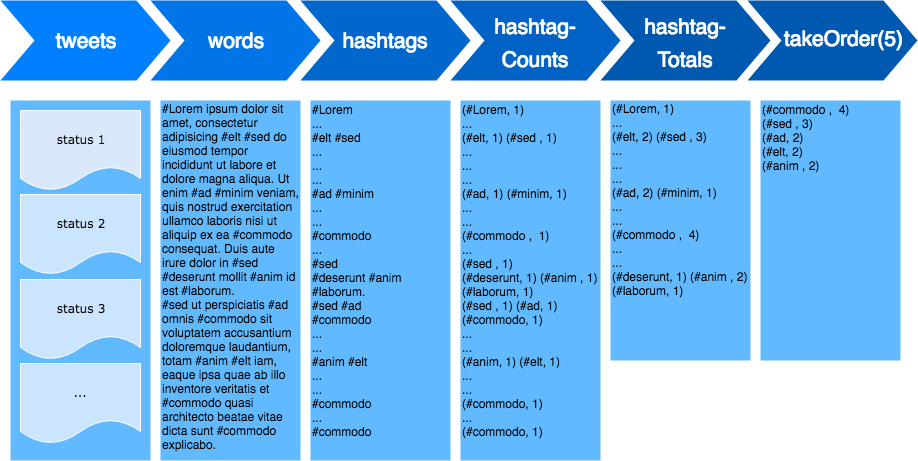 tweets
words
hashtags
hashtag-
Counts
hashtag-
Totals
takeOrder(5)
status 1
status 2
status 3
...
#Lorem ipsum dolor sit
amet, consectetur
adipisicing #elt #sed do
eiusmod tempor
incididunt ut labore et
dolore magna aliqua. Ut
enim #ad #minim veniam,
quis nostrud exercitation
ullamco laboris nisi ut
aliquip ex ea #commodo
consequat. Duis aute
irure dolor in #sed
#deserunt mollit #anim id
est #laborum.
#sed ut perspiciatis #ad
omnis #commodo sit
voluptatem accusantium
doloremque laudantium,
totam #anim #elt iam,
eaque ipsa quae ab illo
inventore veritatis et
#commodo quasi
architecto beatae vitae
dicta sunt #commodo
explicabo.
#Lorem
...
#elt #sed
...
...
...
#ad #minim
...
...
#commodo
...
#sed
#deserunt #anim
#laborum.
#sed #ad
#commodo
...
...
#anim #elt
...
...
#commodo
...
#commodo
(#Lorem, 1)
...
(#elt, 1) (#sed , 1)
...
...
...
(#ad, 1) (#minim, 1)
...
...
(#commodo , 1)
...
(#sed , 1)
(#deserunt, 1) (#anim , 1)
(#laborum, 1)
(#sed , 1) (#ad, 1)
(#commodo, 1)
...
...
(#anim, 1) (#elt, 1)
...
...
(#commodo, 1)
...
(#commodo, 1)
(#Lorem, 1)
...
(#elt, 2) (#sed , 3)
...
...
...
(#ad, 2) (#minim, 1)
...
...
(#commodo , 4)
...
...
(#deserunt, 1) (#anim , 2)
(#laborum, 1)
(#commodo , 4)
(#sed , 3)
(#ad, 2)
(#elt, 2)
(#anim , 2)